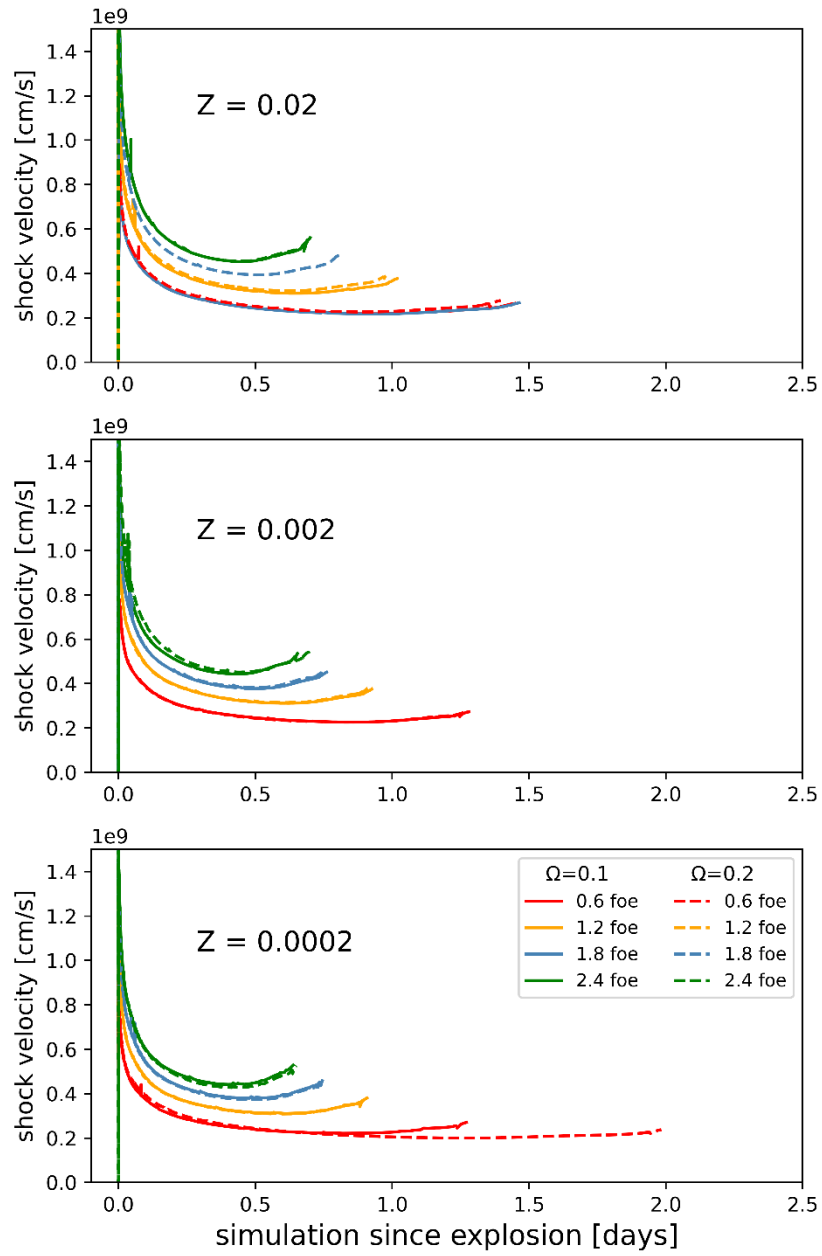 1e9
1.4
1.2
1.0
0.8
0.6
0.4
0.2
0.0
shock velocity [cm/s]
Z = 0.02
0.0 0.5 1.0 1.5 2.0 2.5
1e9
1.4
1.2
1.0
0.8
0.6
0.4
0.2
0.0
shock velocity [cm/s]
Z = 0.002
0.0 0.5 1.0 1.5 2.0 2.5
1e9
1.4
1.2
1.0
0.8
0.6
0.4
0.2
0.0
shock velocity [cm/s]
Z = 0.0002
Ω=0.1 Ω=0.2
0.6 foe 0.6 foe
1.2 foe 1.2 foe
1.8 foe 1.8 foe
2.4 foe 2.4 foe
0.0 0.5 1.0 1.5 2.0 2.5
simulation since explosion [days]